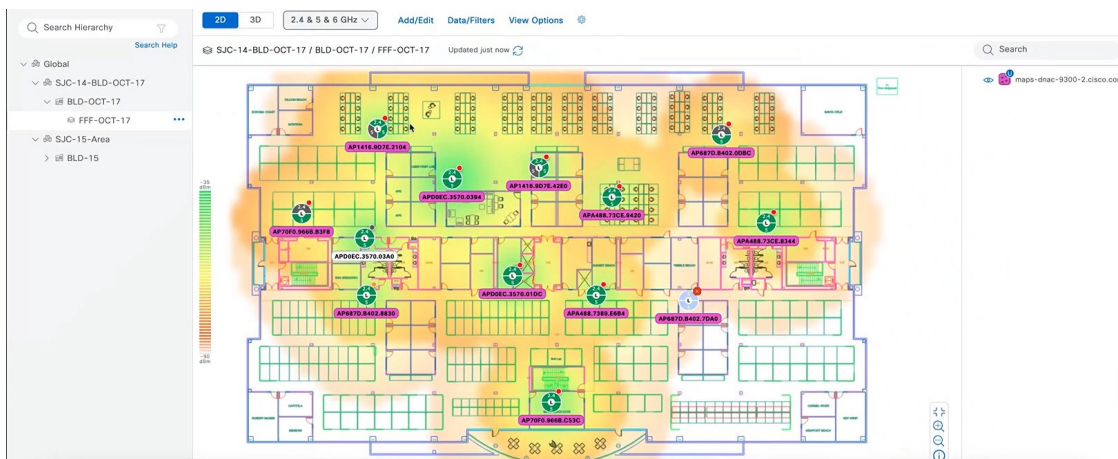 Search Hierarchy
Search Help
Global
SJC-14-BLD-OCT-17
BLD-OCT-17
FFF-OCT-17
SJC-15-Area
BLD-15
2D 3D 2.4 & 5 & 6 GHz Add/Edit Data/Filters View Options
SJC-14-BLD-OCT-17 / BLD-OCT-17 / FFF-OCT-17 Updated just now
Search
maps-dnac-9300-2.cisco.co
-35
dBm
-90
dBm
AP1416.9D7E.2104
APD0EC.3570.0394
AP1416.9D7E.42E0
AP687D.B402.0DBC
APA488.73CE.9420
AP70F0.966B.B3F8
APA488.73CE.8344
APD0EC.3570.03A0
APD0EC.3570.01DC
AP687D.B402.8830
APA488.7389.E6B4
AP687D.B402.7DA0
AP70F0.966B.C53C